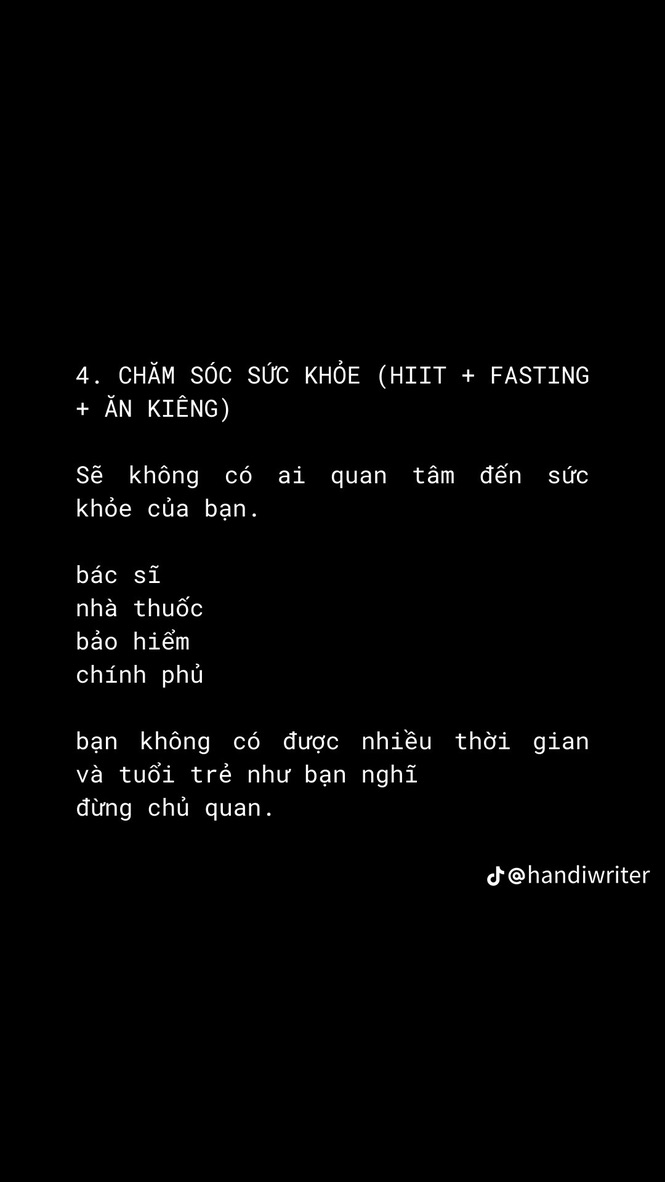 4. CHĂM SÓC SỨC KHỎE (HIIT + FASTING
+ ĂN KIÊNG)
Sẽ không có ai quan tâm đến sức
khỏe của bạn.
bác sĩ
nhà thuốc
bảo hiểm
chính phủ
bạn không có được nhiều thời gian
và tuổi trẻ như bạn nghĩ
đừng chủ quan.
@handiwriter